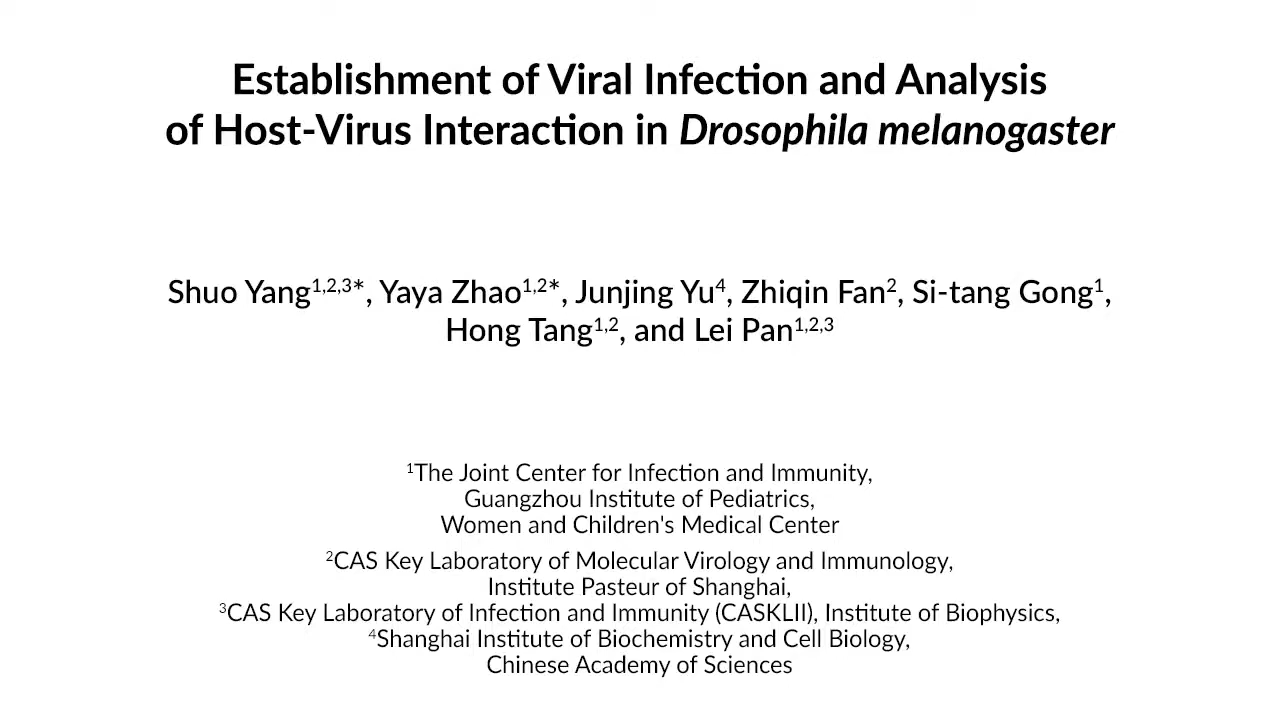 Establishment of Viral Infection and Analysis
of Host-Virus Interaction in Drosophila melanogaster
Shuo Yang1,2,3*, Yaya Zhao1,2*, Junjing Yu4, Zhiqin Fan2, Si-tang Gong1,
Hong Tang1,2, and Lei Pan1,2,3
1The Joint Center for Infection and Immunity,
Guangzhou Institute of Pediatrics,
Women and Children's Medical Center
2CAS Key Laboratory of Molecular Virology and Immunology,
Institute Pasteur of Shanghai,
3CAS Key Laboratory of Infection and Immunity (CASKLII), Institute of Biophysics,
4Shanghai Institute of Biochemistry and Cell Biology,
Chinese Academy of Sciences